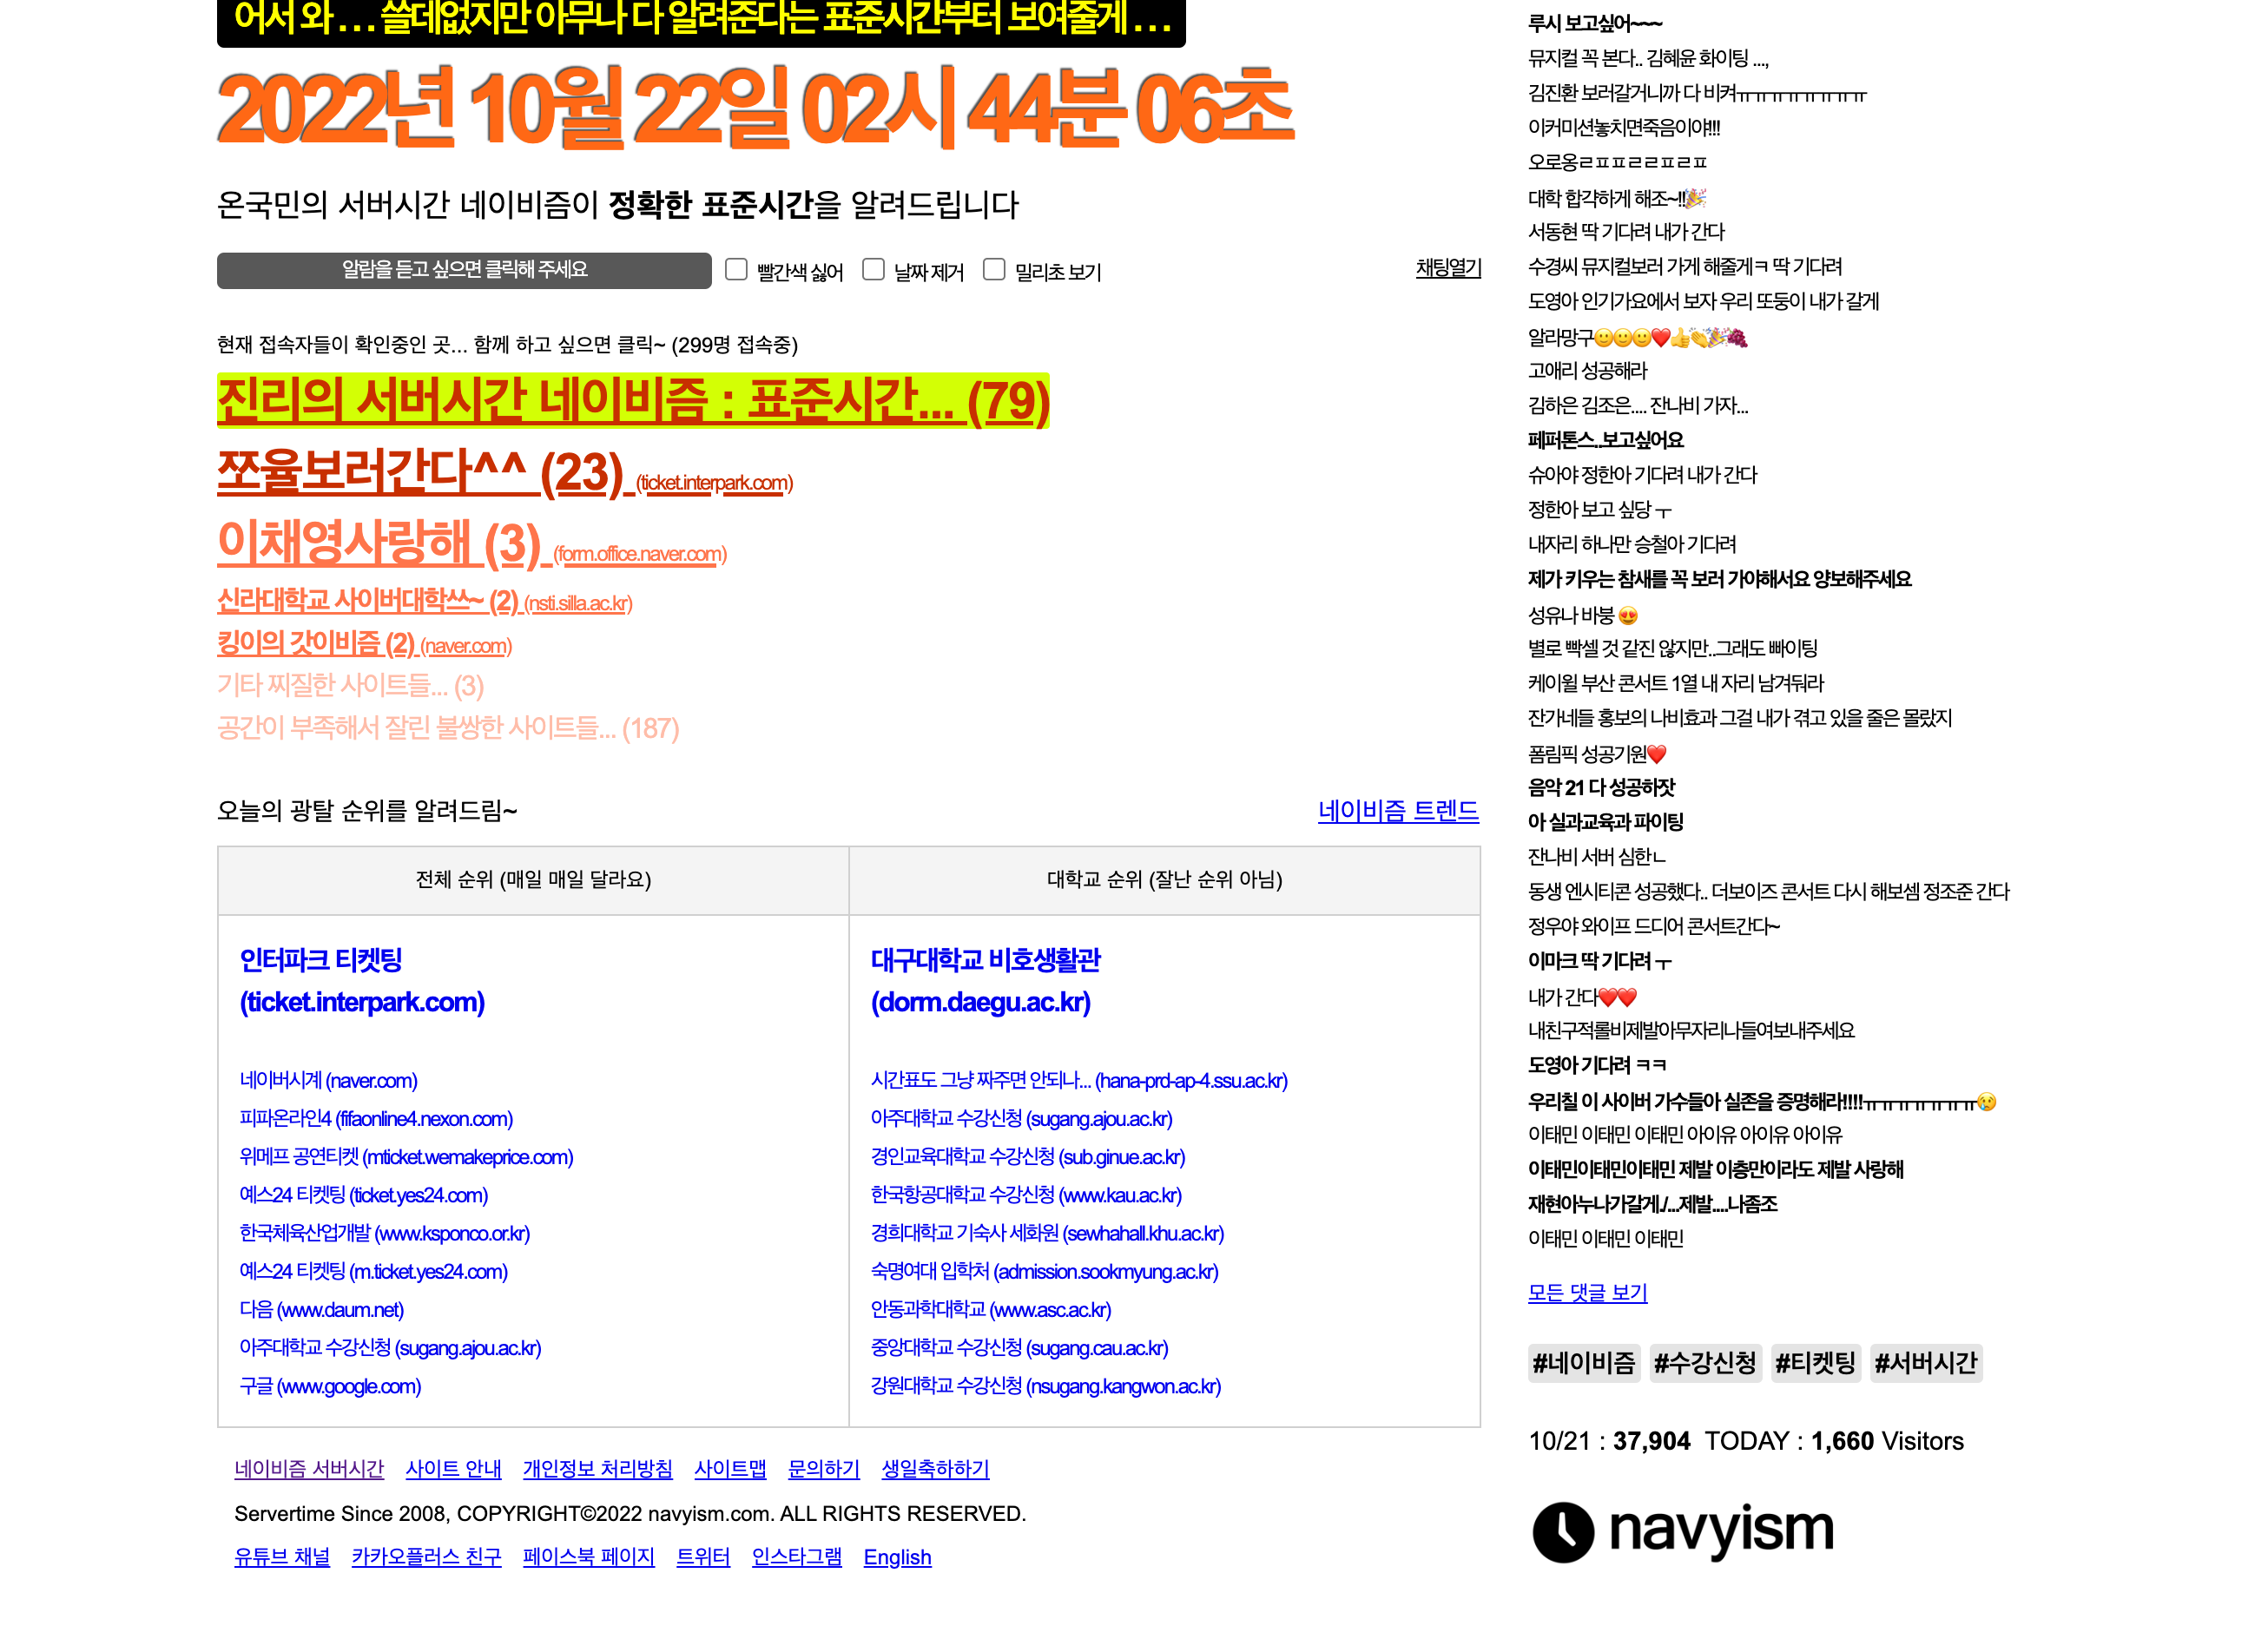 어서 와 . . . 쓸데없지만 아무나 다 알려준다는 표준시간부터 보여줄게 . . .
2022년 10월 22일 02시 44분 06초
온국민의 서버시간 네이비즘이 정확한 표준시간을 알려드립니다
알람을 듣고 싶으면 클릭해 주세요 빨간색 싫어 날짜 제거 밀리초 보기 채팅열기
현재 접속자들이 확인중인 곳... 함께 하고 싶으면 클릭~ (299명 접속중)
진리의 서버시간 네이비즘 : 표준시간... (79)
쪼율보러간다^^ (23) (ticket.interpark.com)
이채영사랑해 (3) (form.office.naver.com)
신라대학교 사이버대학쓰~ (2) (nsti.silla.ac.kr)
킹이의 갓이비즘 (2) (naver.com)
기타 찌질한 사이트들... (3)
공간이 부족해서 잘린 불쌍한 사이트들... (187)
오늘의 광탈 순위를 알려드림~ 네이비즘 트렌드
전체 순위 (매일 매일 달라요)
인터파크 티켓팅
(ticket.interpark.com)
네이버시계 (naver.com)
피파온라인4 (fifaonline4.nexon.com)
위메프 공연티켓 (mticket.wemakeprice.com)
예스24 티켓팅 (ticket.yes24.com)
한국체육산업개발 (www.ksponco.or.kr)
예스24 티켓팅 (m.ticket.yes24.com)
다음 (www.daum.net)
아주대학교 수강신청 (sugang.ajou.ac.kr)
구글 (www.google.com)
대학교 순위 (잘난 순위 아님)
대구대학교 비호생활관
(dorm.daegu.ac.kr)
시간표도 그냥 짜주면 안되나... (hana-prd-ap-4.ssu.ac.kr)
아주대학교 수강신청 (sugang.ajou.ac.kr)
경인교육대학교 수강신청 (sub.ginue.ac.kr)
한국항공대학교 수강신청 (www.kau.ac.kr)
경희대학교 기숙사 세화원 (sewhahall.khu.ac.kr)
숙명여대 입학처 (admission.sookmyung.ac.kr)
안동과학대학교 (www.asc.ac.kr)
중앙대학교 수강신청 (sugang.cau.ac.kr)
강원대학교 수강신청 (nsugang.kangwon.ac.kr)
네이비즘 서버시간 사이트 안내 개인정보 처리방침 사이트맵 문의하기 생일축하하기
Servertime Since 2008, COPYRIGHT©2022 navyism.com. ALL RIGHTS RESERVED.
유튜브 채널 카카오플러스 친구 페이스북 페이지 트위터 인스타그램 English
루시 보고싶어~~~
뮤지컬 꼭 본다.. 김혜윤 화이팅 ...,
김진환 보러갈거니까 다 비켜ㅠㅠㅠㅠㅠㅠㅠㅠ
이커미션놓치면죽음이야!!!
오로옹ㄹㅍㅍㄹㄹㅍㄹㅍ
대학 합각하게 해조~!!🎉
서동현 딱 기다려 내가 간다
수경씨 뮤지컬보러 가게 해줄게ㅋ 딱 기다려
도영아 인기가요에서 보자 우리 또둥이 내가 갈게
알라망구🙂🙂🙂❤️👍👏🎉🍇
고애리 성공해라
김하은 김조은.... 잔나비 가자...
페퍼톤스..보고싶어요
슈아야 정한아 기다려 내가 간다
정한아 보고 싶당 ㅜ
내자리 하나만 승철아 기다려
제가 키우는 참새를 꼭 보러 가야해서요 양보해주세요
성유나 바붕 😍
별로 빡셀 것 같진 않지만..그래도 빠이팅
케이윌 부산 콘서트 1열 내 자리 남겨둬라
잔가네들 홍보의 나비효과 그걸 내가 겪고 있을 줄은 몰랐지
폼림픽 성공기원❤️
음악 21 다 성공하잣
아 실과교육과 파이팅
잔나비 서버 심한ㄴ
동생 엔시티콘 성공했다.. 더보이즈 콘서트 다시 해보셈 정조준 간다
정우야 와이프 드디어 콘서트간다~
이마크 딱 기다려 ㅜ
내가 간다❤️❤️
내친구적롤비제발아무자리나들여보내주세요
도영아 기다려 ㅋㅋ
우리칠 이 사이버 가수들아 실존을 증명해라!!!!ㅠㅠㅠㅠㅠㅠㅠ😢
이태민 이태민 이태민 아이유 아이유 아이유
이태민이태민이태민 제발 이층만이라도 제발 사랑해
재현아누나가갈게./...제발....나좀조
이태민 이태민 이태민
모든 댓글 보기
#네이비즘 #수강신청 #티켓팅 #서버시간
10/21 : 37,904 TODAY : 1,660 Visitors
navyism